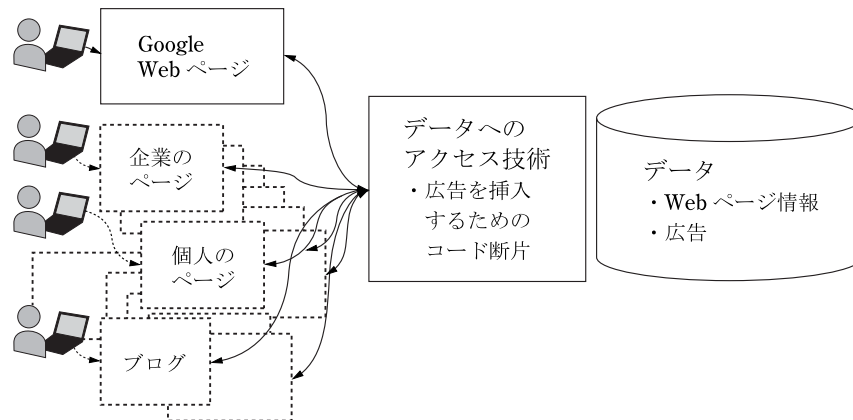 Google
Web ページ
企業の
ページ
個人の
ページ
ブログ
データへの
アクセス技術
・広告を挿入
するための
コード断片
データ
・Web ページ情報
・広告